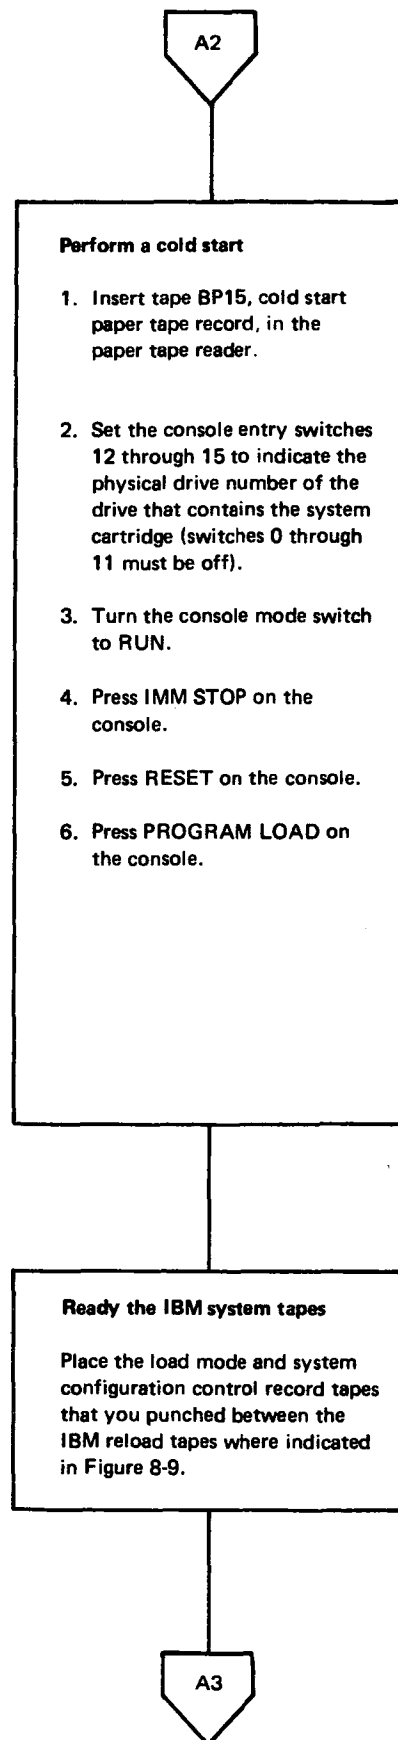 A2
Perform a cold start
1. Insert tape BP15, cold start
paper tape record, in the
paper tape reader.
2. Set the console entry switches
12 through 15 to indicate the
physical drive number of the
drive that contains the system
cartridge (switches 0 through
11 must be off).
3. Turn the console mode switch
to RUN.
4. Press IMM STOP on the
console.
5. Press RESET on the console.
6. Press PROGRAM LOAD on
the console.
Ready the IBM system tapes
Place the load mode and system
configuration control record tapes
that you punched between the
IBM reload tapes where indicated
in Figure 8-9.
A3